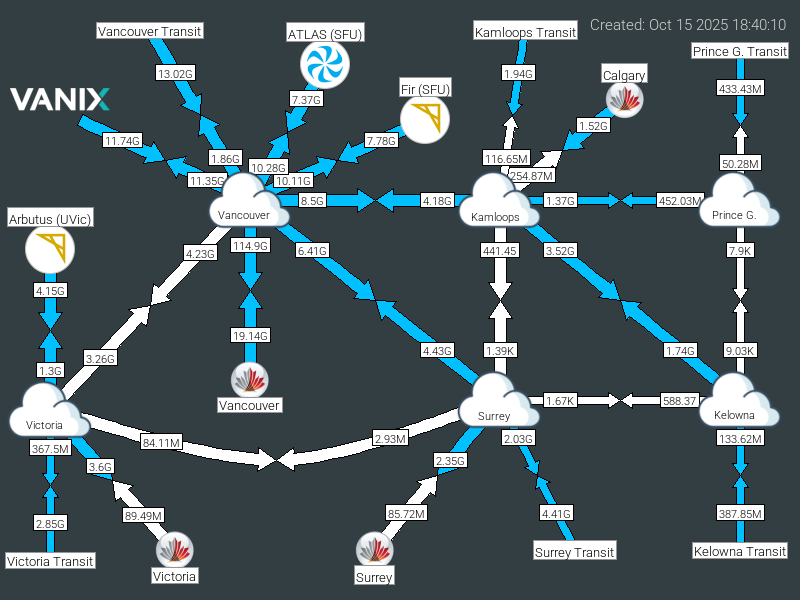 Created: Oct 15 2025 18:40:10
Vancouver Transit
ATLAS (SFU)
Kamloops Transit
Prince G. Transit
13.02G
1.94G
Calgary
Fir (SFU)
433.43M
VANIX
7.37G
1.52G
11.74G
7.78G
1.86G
116.65M
50.28M
10.28G
254.87M
11.35G
10.11G
8.5G
4.18G
1.37G
452.03M
Vancouver
Kamloops
Prince G.
Arbutus (UVic)
114.9G
4.23G
6.41G
441.45
3.52G
7.9K
4.15G
19.14G
3.26G
4.43G
1.39K
1.74G
9.03K
1.3G
Vancouver
1.67K
588.37
Victoria
Surrey
Kelowna
367.5M
84.11M
2.93M
2.03G
133.62M
3.6G
2.35G
2.85G
89.49M
85.72M
4.41G
387.85M
Victoria Transit
Victoria
Surrey
Surrey Transit
Kelowna Transit